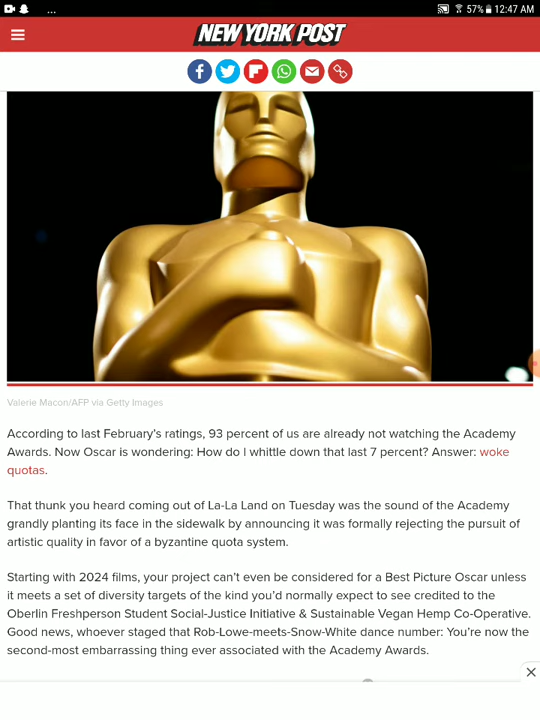 ... 57% 12:47 AM
NEW YORK POST
Valerie Macon/AFP via Getty Images
According to last February's ratings, 93 percent of us are already not watching the Academy
Awards. Now Oscar is wondering: How do I whittle down that last 7 percent? Answer: woke
quotas.
That thunk you heard coming out of La-La Land on Tuesday was the sound of the Academy
grandly planting its face in the sidewalk by announcing it was formally rejecting the pursuit of
artistic quality in favor of a byzantine quota system.
Starting with 2024 films, your project can't even be considered for a Best Picture Oscar unless
it meets a set of diversity targets of the kind you'd normally expect to see credited to the
Oberlin Freshperson Student Social-Justice Initiative & Sustainable Vegan Hemp Co-Operative.
Good news, whoever staged that Rob-Lowe-meets-Snow-White dance number: You're now the
second-most embarrassing thing ever associated with the Academy Awards.